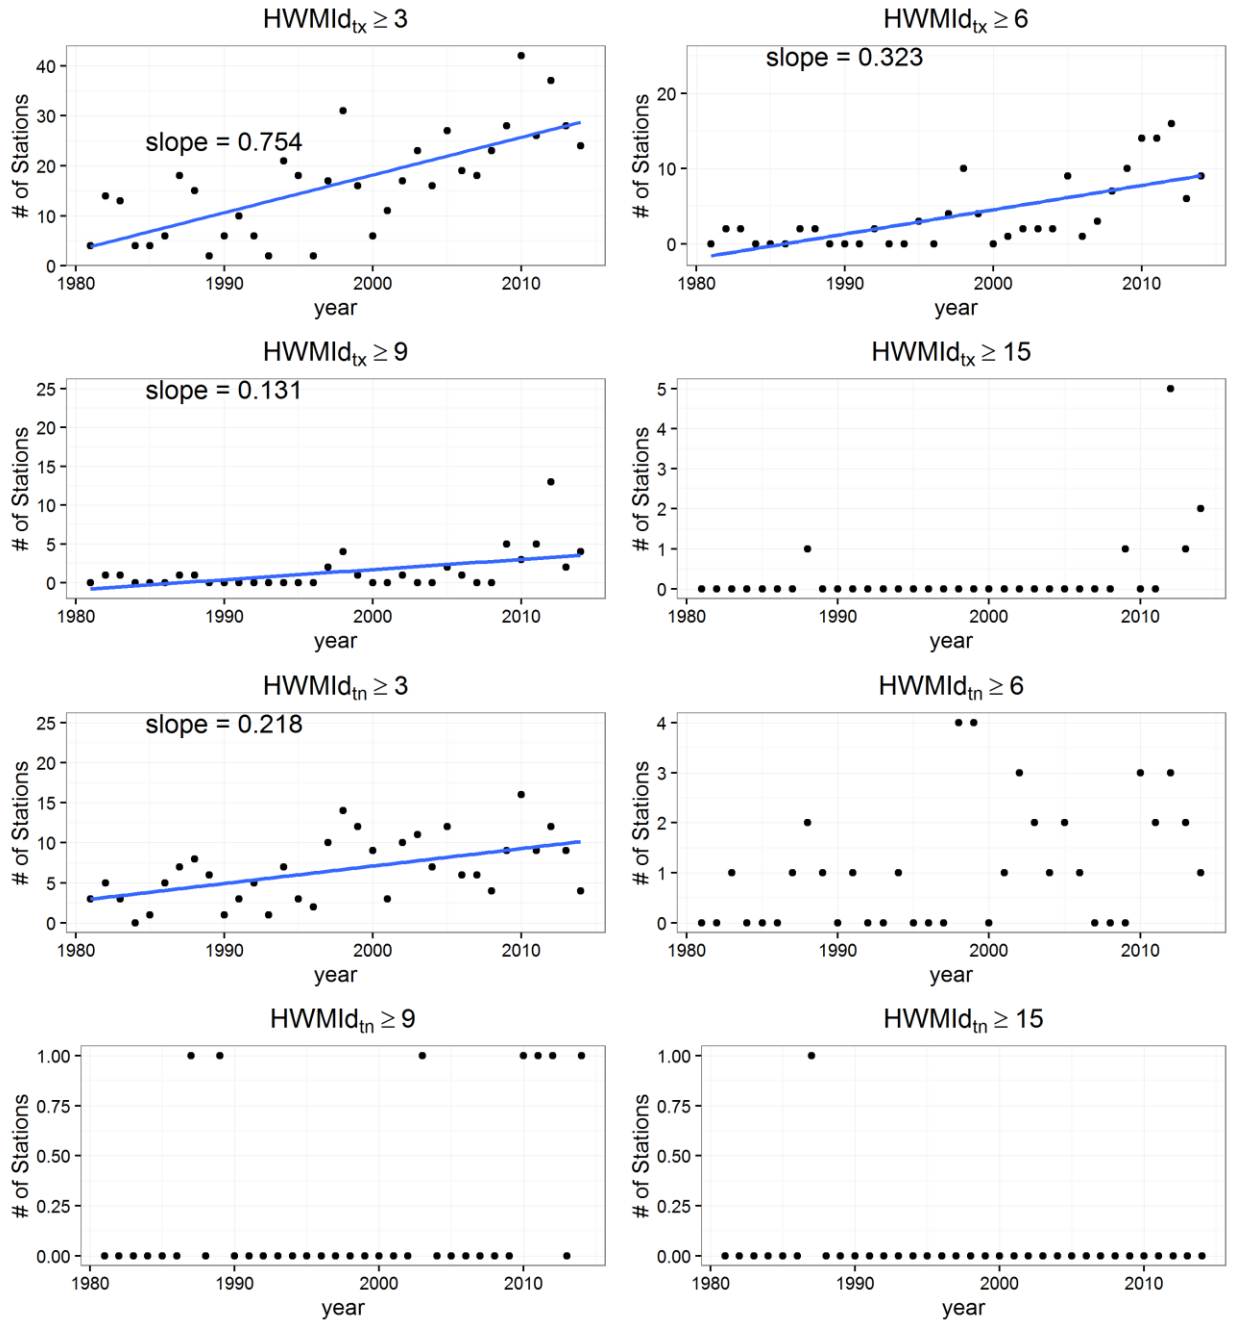 HWMId_tx ≥ 3
slope = 0.754
# of Stations
40
30
20
10
0
1980 1990 2000 2010
year
HWMId_tx ≥ 6
slope = 0.323
# of Stations
20
10
0
1980 1990 2000 2010
year
HWMId_tx ≥ 9
slope = 0.131
# of Stations
25
20
15
10
5
0
1980 1990 2000 2010
year
HWMId_tx ≥ 15
# of Stations
5
4
3
2
1
0
1980 1990 2000 2010
year
HWMId_tn ≥ 3
slope = 0.218
# of Stations
25
20
15
10
5
0
1980 1990 2000 2010
year
HWMId_tn ≥ 6
# of Stations
4
3
2
1
0
1980 1990 2000 2010
year
HWMId_tn ≥ 9
# of Stations
1.00
0.75
0.50
0.25
0.00
1980 1990 2000 2010
year
HWMId_tn ≥ 15
# of Stations
1.00
0.75
0.50
0.25
0.00
1980 1990 2000 2010
year